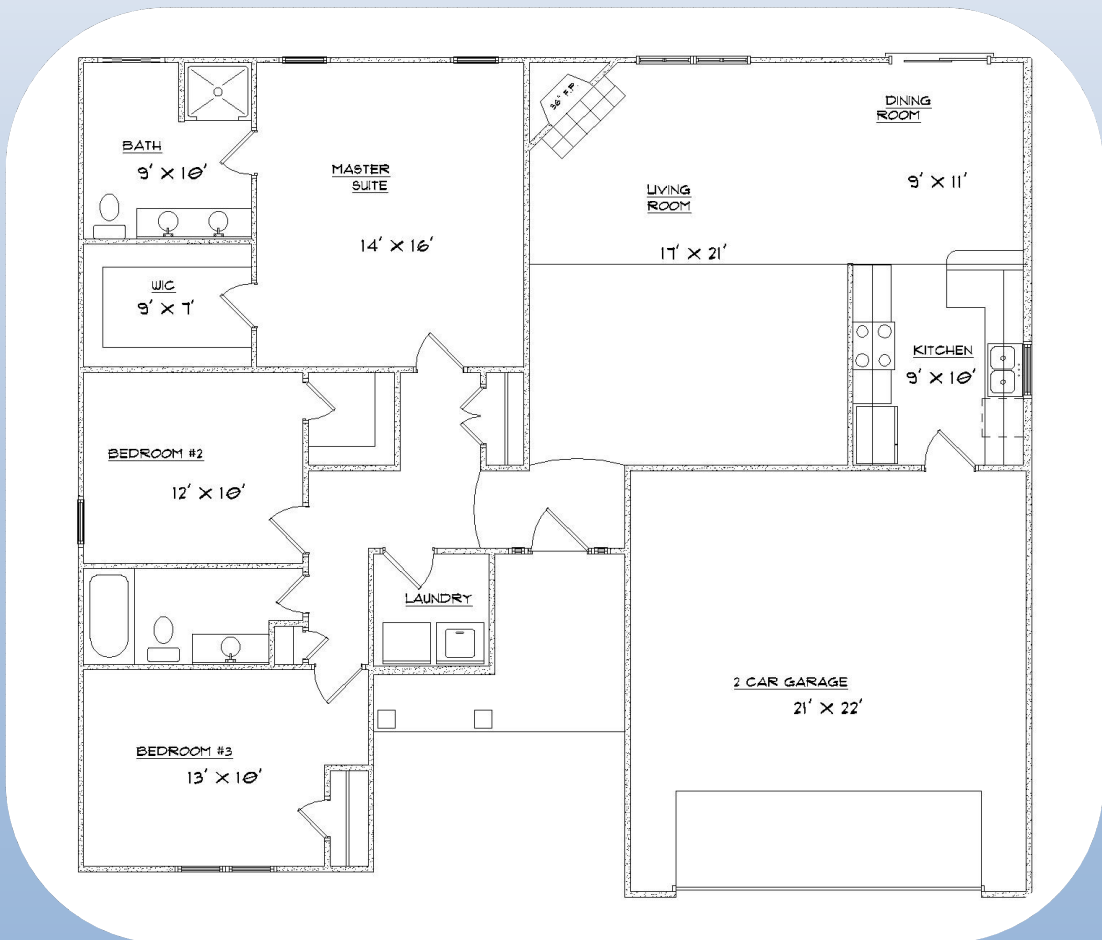 36" F.P.
DINING
ROOM
9' X 11'
BATH
9' X 10'
MASTER
SUITE
14' X 16'
LIVING
ROOM
17' X 21'
WIC
9' X 7'
KITCHEN
9' X 10'
BEDROOM #2
12' X 10'
LAUNDRY
2 CAR GARAGE
21' X 22'
BEDROOM #3
13' X 10'